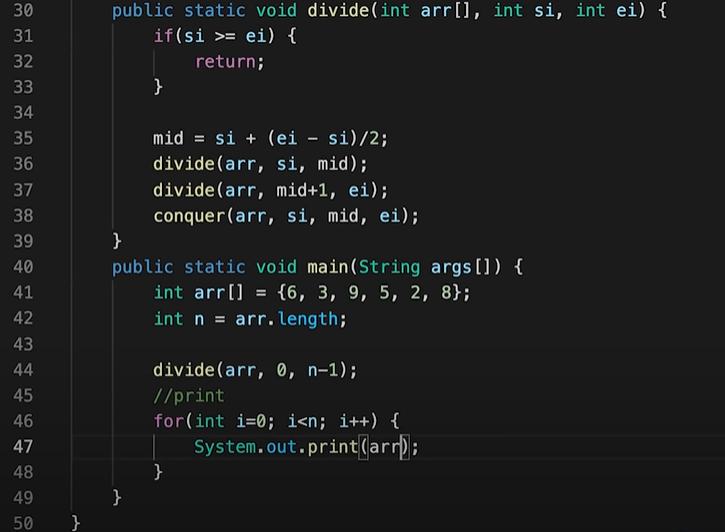 30 public static void divide(int arr[], int si, int ei) {
31 if(si >= ei) {
32 return;
33 }
34
35 mid = si + (ei - si)/2;
36 divide(arr, si, mid);
37 divide(arr, mid+1, ei);
38 conquer(arr, si, mid, ei);
39 }
40 public static void main(String args[]) {
41 int arr[] = {6, 3, 9, 5, 2, 8};
42 int n = arr.length;
43
44 divide(arr, 0, n-1);
45 //print
46 for(int i=0; i<n; i++) {
47 System.out.print(arr);
48 }
49 }
50 }